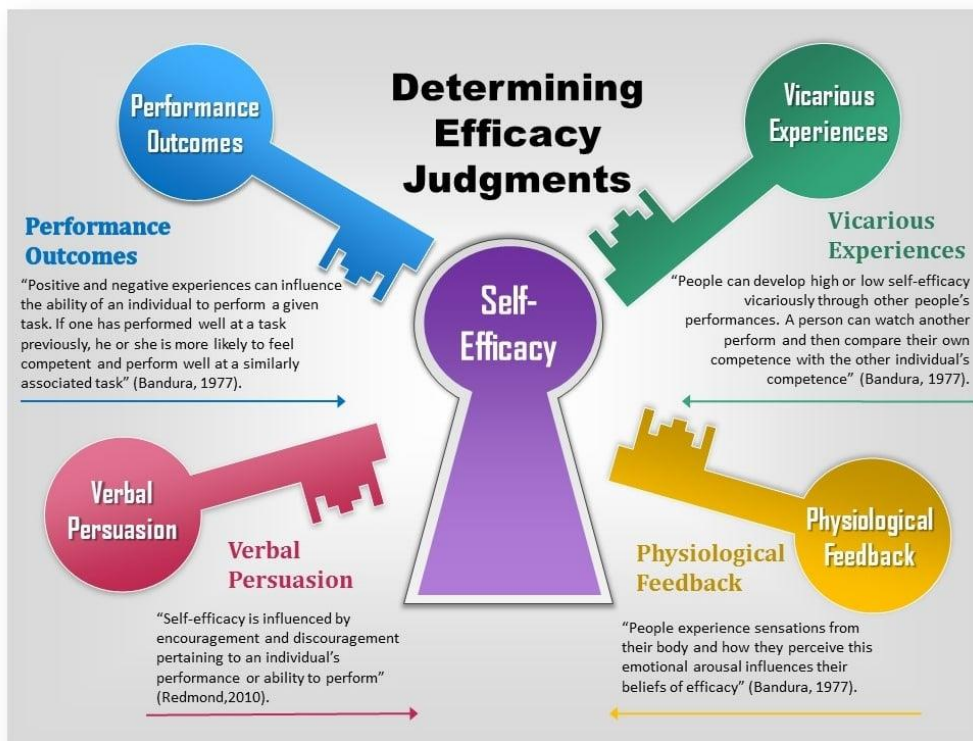 Determining
Efficacy
Judgments
Performance
Outcomes
Performance
Outcomes
“Positive and negative experiences can influence
the ability of an individual to perform a given
task. If one has performed well at a task
previously, he or she is more likely to feel
competent and perform well at a similarly
associated task” (Bandura, 1977).
Vicarious
Experiences
Vicarious
Experiences
“People can develop high or low self-efficacy
vicariously through other people’s
performances. A person can watch another
perform and then compare their own
competence with the other individual’s
competence” (Bandura, 1977).
Self-
Efficacy
Verbal
Persuasion
Verbal
Persuasion
“Self-efficacy is influenced by
encouragement and discouragement
pertaining to an individual’s
performance or ability to perform”
(Redmond,2010).
Physiological
Feedback
Physiological
Feedback
“People experience sensations from
their body and how they perceive this
emotional arousal influences their
beliefs of efficacy” (Bandura, 1977).